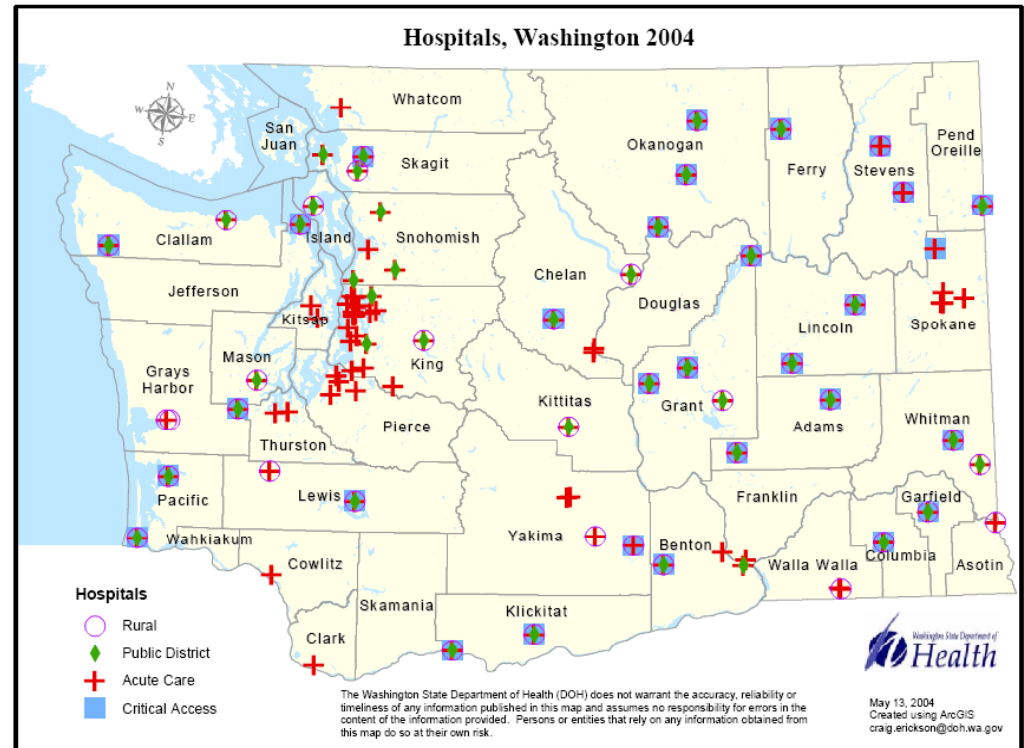 Hospitals, Washington 2004
N
W
E
S
Whatcom
San
Juan
Skagit
Okanogan
Ferry
Stevens
Pend
Oreille
Clallam
Island
Snohomish
Chelan
Douglas
Jefferson
Kitsap
Lincoln
Spokane
Mason
King
Grays
Harbor
Kittitas
Grant
Adams
Whitman
Pierce
Thurston
Pacific
Lewis
Franklin
Garfield
Yakima
Benton
Wahkiakum
Cowlitz
Walla Walla
Columbia
Asotin
Skamania
Klickitat
Clark
Hospitals
Rural
Public District
Acute Care
Critical Access
Washington State Department of
Health
The Washington State Department of Health (DOH) does not warrant the accuracy, reliability or
timeliness of any information published in this map and assumes no responsibility for errors in the
content of the information provided. Persons or entities that rely on any information obtained from
this map do so at their own risk.
May 13, 2004
Created using ArcGIS
craig.erickson@doh.wa.gov